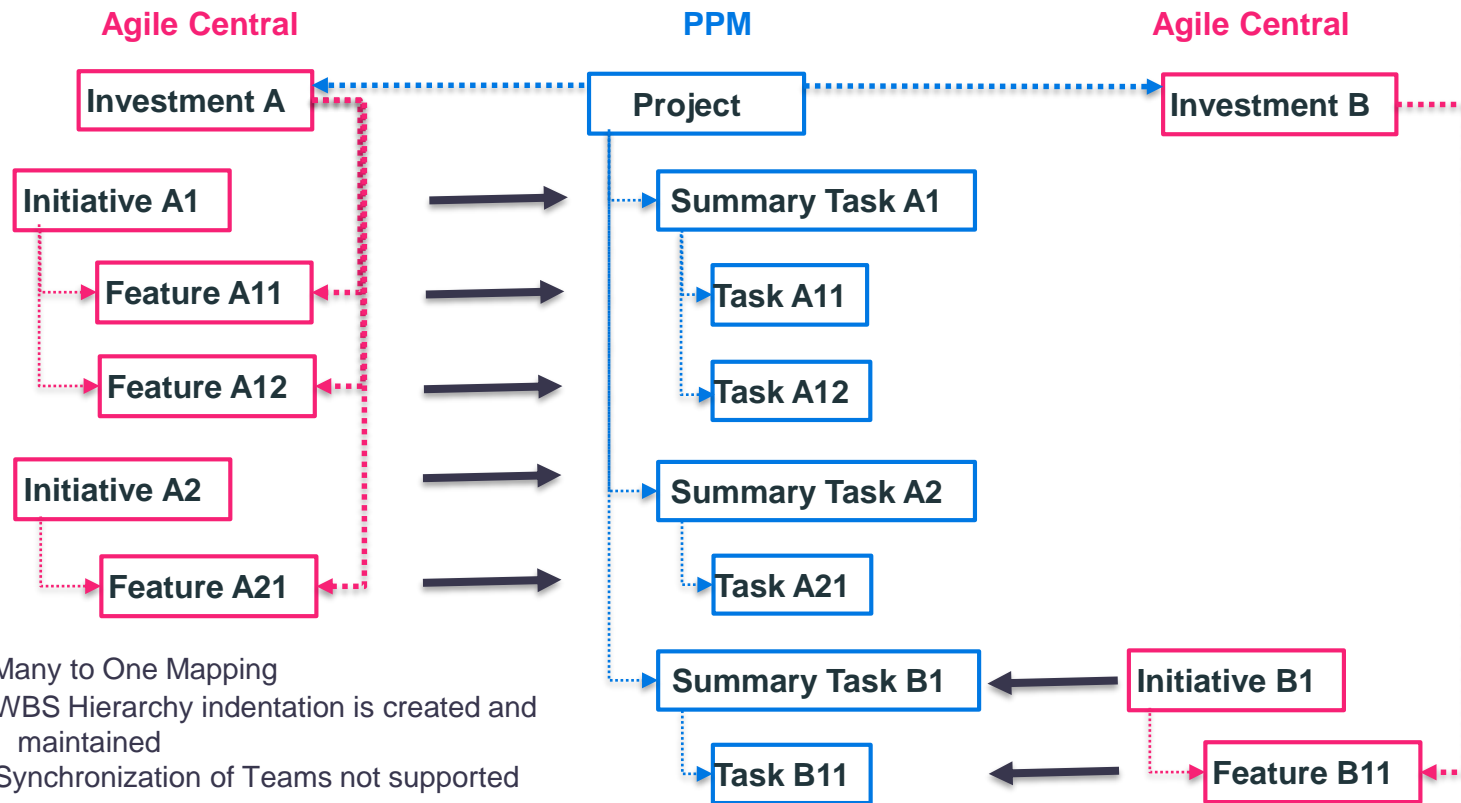 Agile Central
PPM
Agile Central
Investment A
Project
Investment B
Initiative A1
Summary Task A1
Feature A11
Task A11
Feature A12
Task A12
Initiative A2
Summary Task A2
Feature A21
Task A21
Many to One Mapping
WBS Hierarchy indentation is created and
maintained
Synchronization of Teams not supported
Summary Task B1
Initiative B1
Task B11
Feature B11